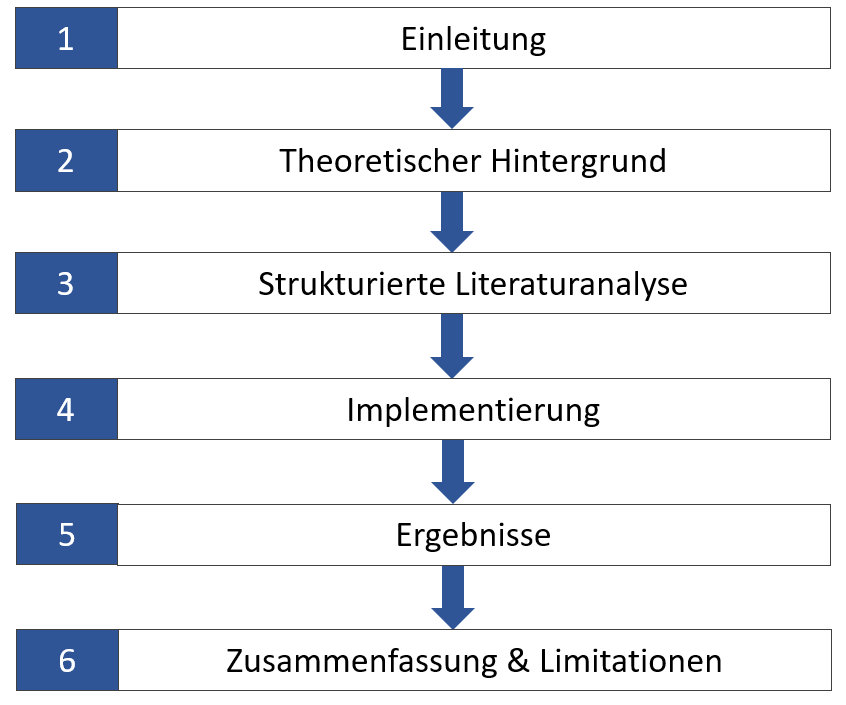 1 Einleitung
2 Theoretischer Hintergrund
3 Strukturierte Literaturanalyse
4 Implementierung
5 Ergebnisse
6 Zusammenfassung & Limitationen